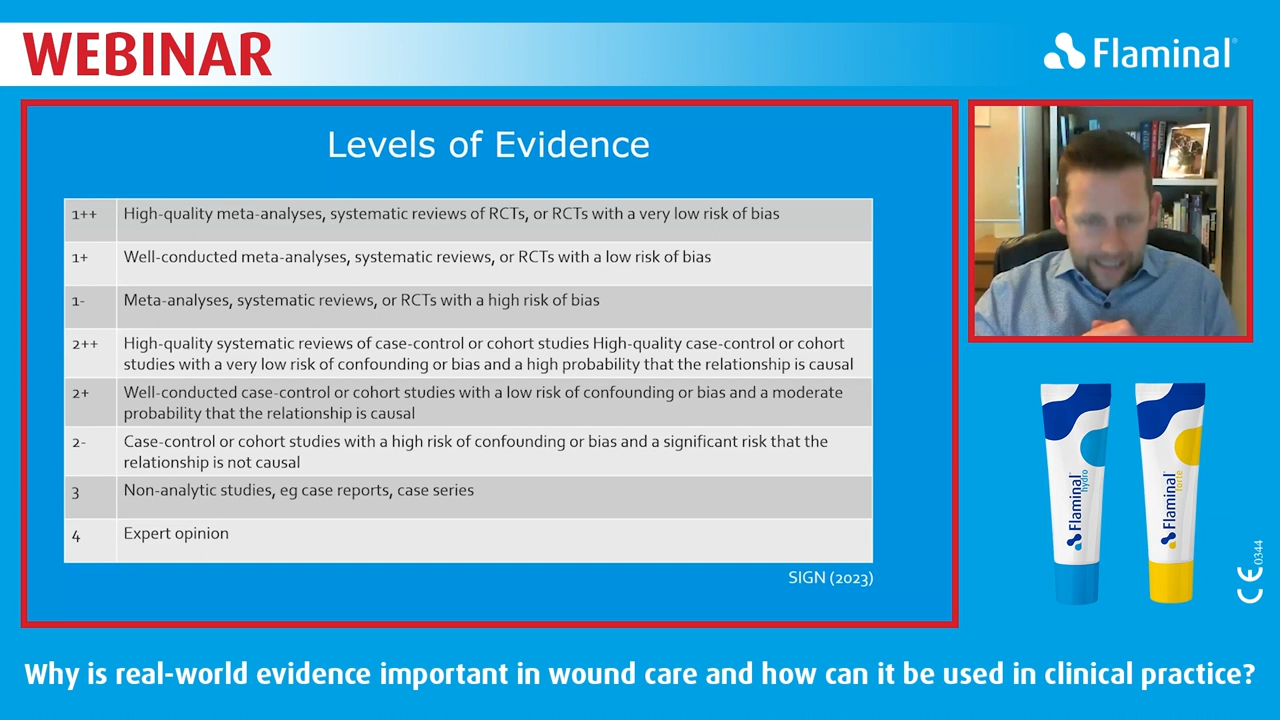 WEBINAR
Flaminal®
Levels of Evidence
1++ High-quality meta-analyses, systematic reviews of RCTs, or RCTs with a very low risk of bias
1+ Well-conducted meta-analyses, systematic reviews, or RCTs with a low risk of bias
1- Meta-analyses, systematic reviews, or RCTs with a high risk of bias
2++ High-quality systematic reviews of case-control or cohort studies High-quality case-control or cohort
studies with a very low risk of confounding or bias and a high probability that the relationship is causal
2+ Well-conducted case-control or cohort studies with a low risk of confounding or bias and a moderate
probability that the relationship is causal
2- Case-control or cohort studies with a high risk of confounding or bias and a significant risk that the
relationship is not causal
3 Non-analytic studies, eg case reports, case series
4 Expert opinion
SIGN (2023)
Flaminal®
hydro
Flaminal®
forte
CE 0344
Why is real-world evidence important in wound care and how can it be used in clinical practice?